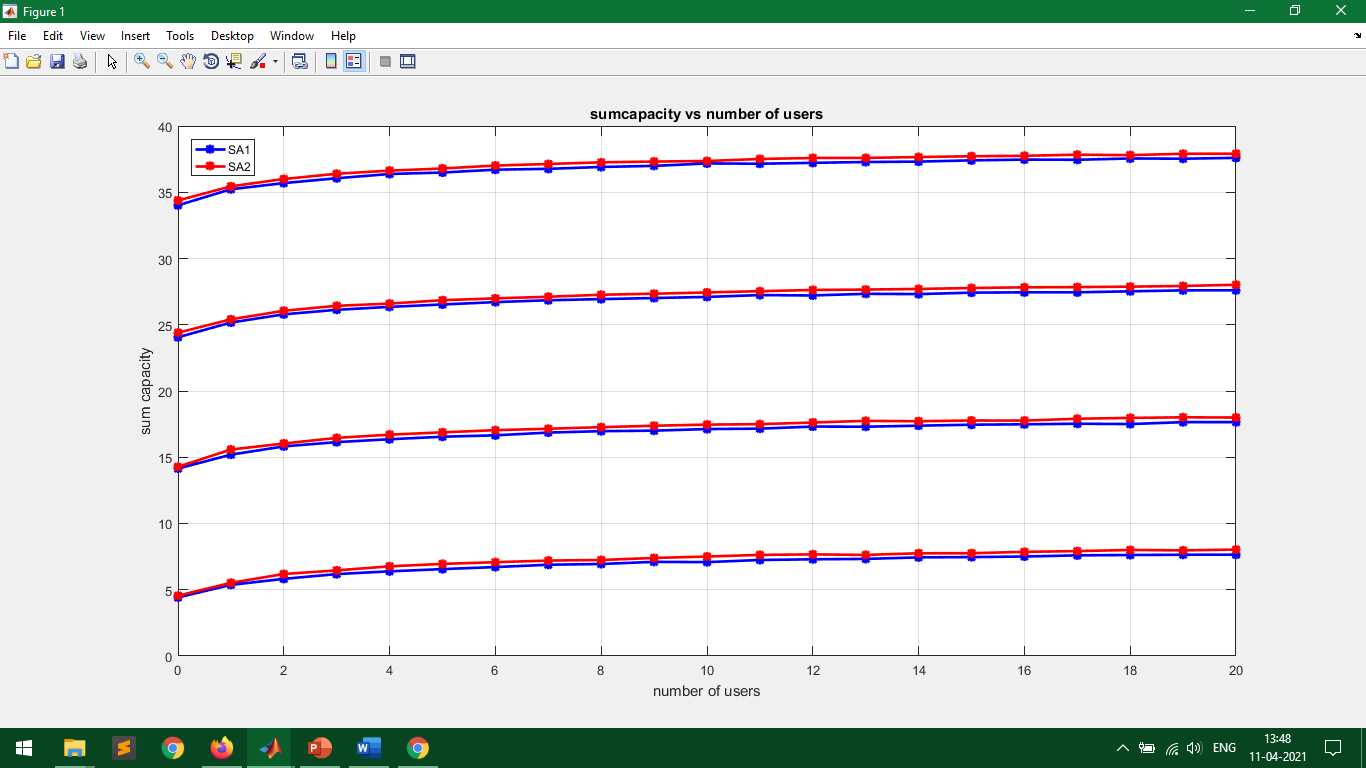 Figure 1
File Edit View Insert Tools Desktop Window Help
sumcapacity vs number of users
SA1
SA2
40
35
30
25
20
15
10
5
0
sum capacity
0 2 4 6 8 10 12 14 16 18 20
number of users
ENG
13:48
11-04-2021